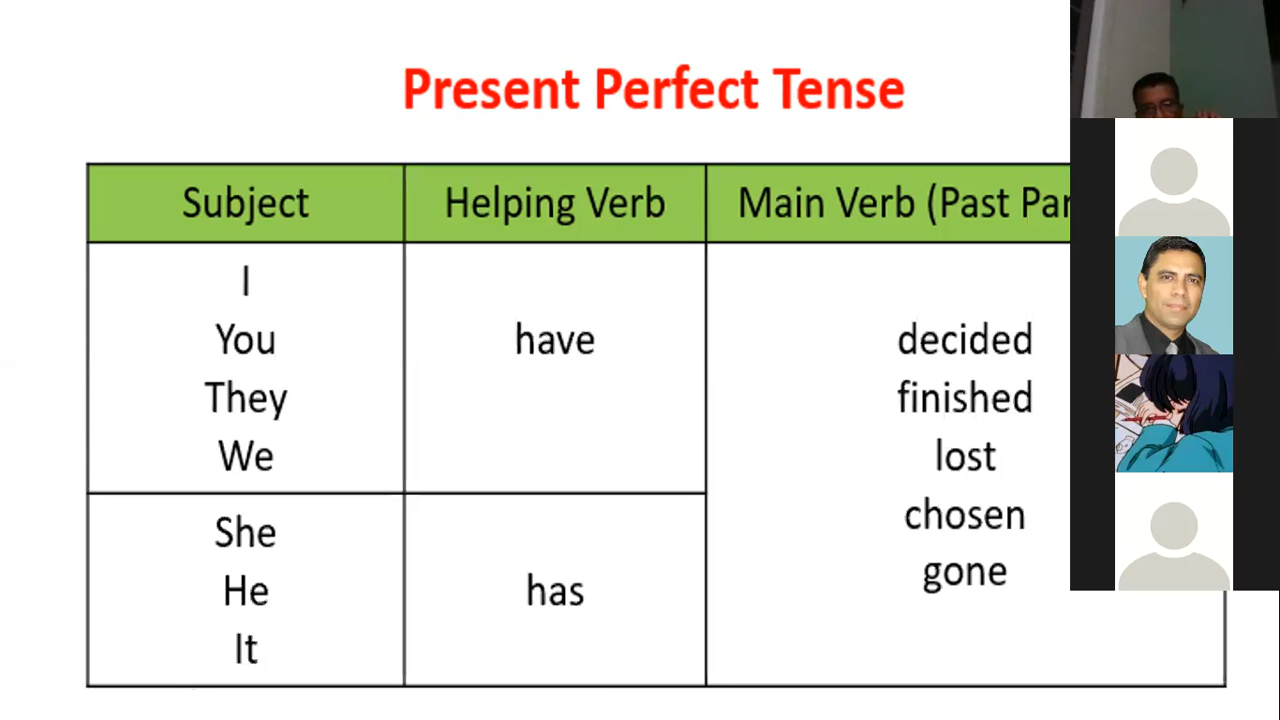 Present Perfect Tense
Subject Helping Verb Main Verb (Past Par
I
You
They
We
have
decided
finished
lost
chosen
gone
She
He
It
has